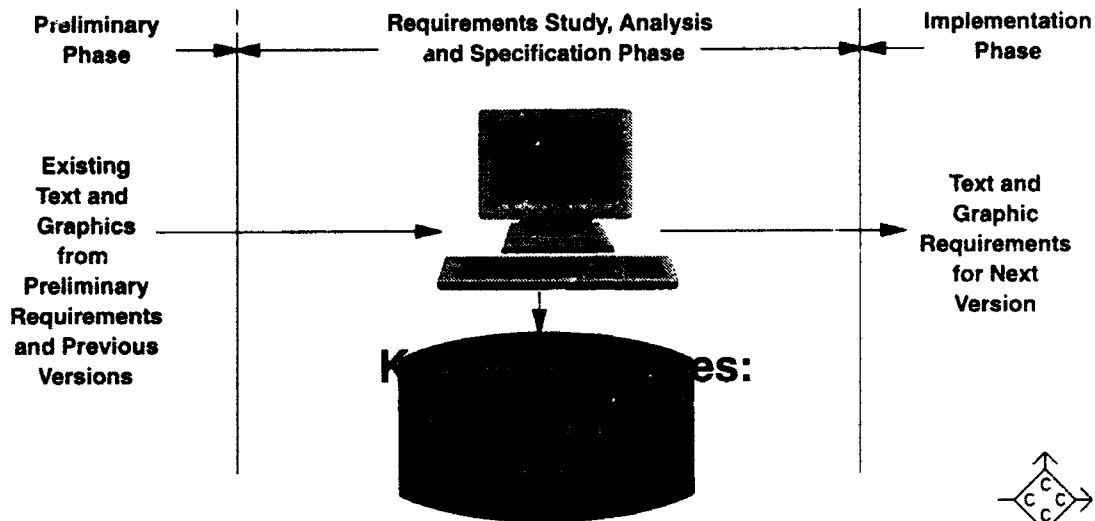 Preliminary
Phase
Requirements Study, Analysis
and Specification Phase
Implementation
Phase
Existing
Text and
Graphics
from
Preliminary
Requirements
and Previous
Versions
Text and
Graphic
Requirements
for Next
Version
C
C C
C